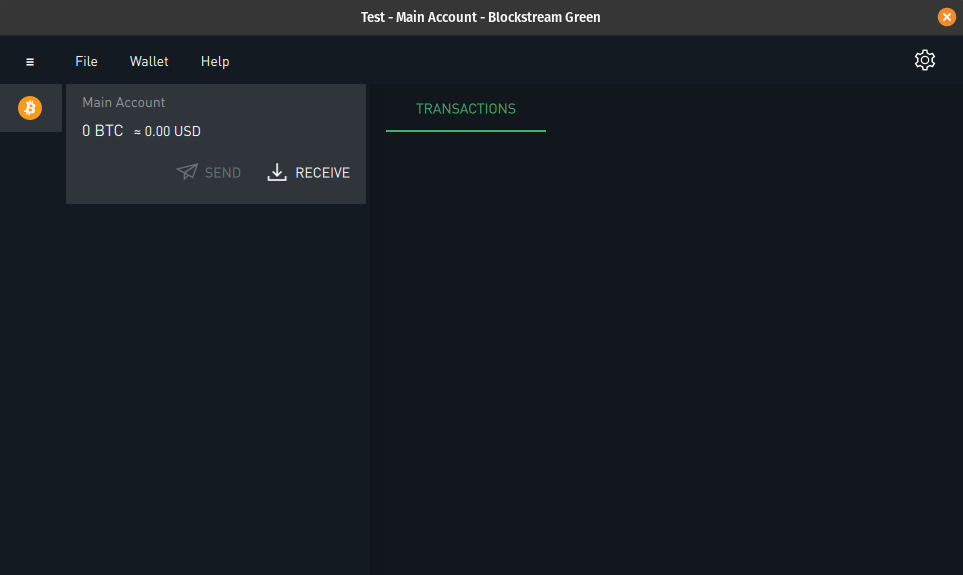 Test - Main Account - Blockstream Green
File Wallet Help
Main Account
0 BTC ≈ 0.00 USD
SEND RECEIVE
TRANSACTIONS